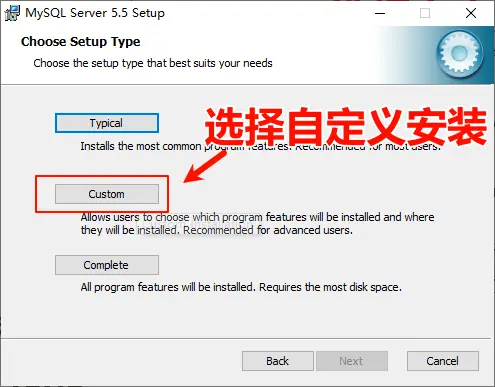 MySQL Server 5.5 Setup
Choose Setup Type
Choose the setup type that best suits your needs
Typical
选择自定义安装
Installs the most common program features. Recommended for most users.
Custom
Allows users to choose which program features will be installed and where
they will be installed. Recommended for advanced users.
Complete
All program features will be installed. Requires the most disk space.
Back
Next
Cancel